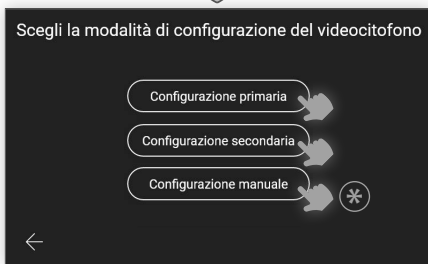 Scegli la modalità di configurazione del videocitofono
Configurazione primaria
Configurazione secondaria
Configurazione manuale
*